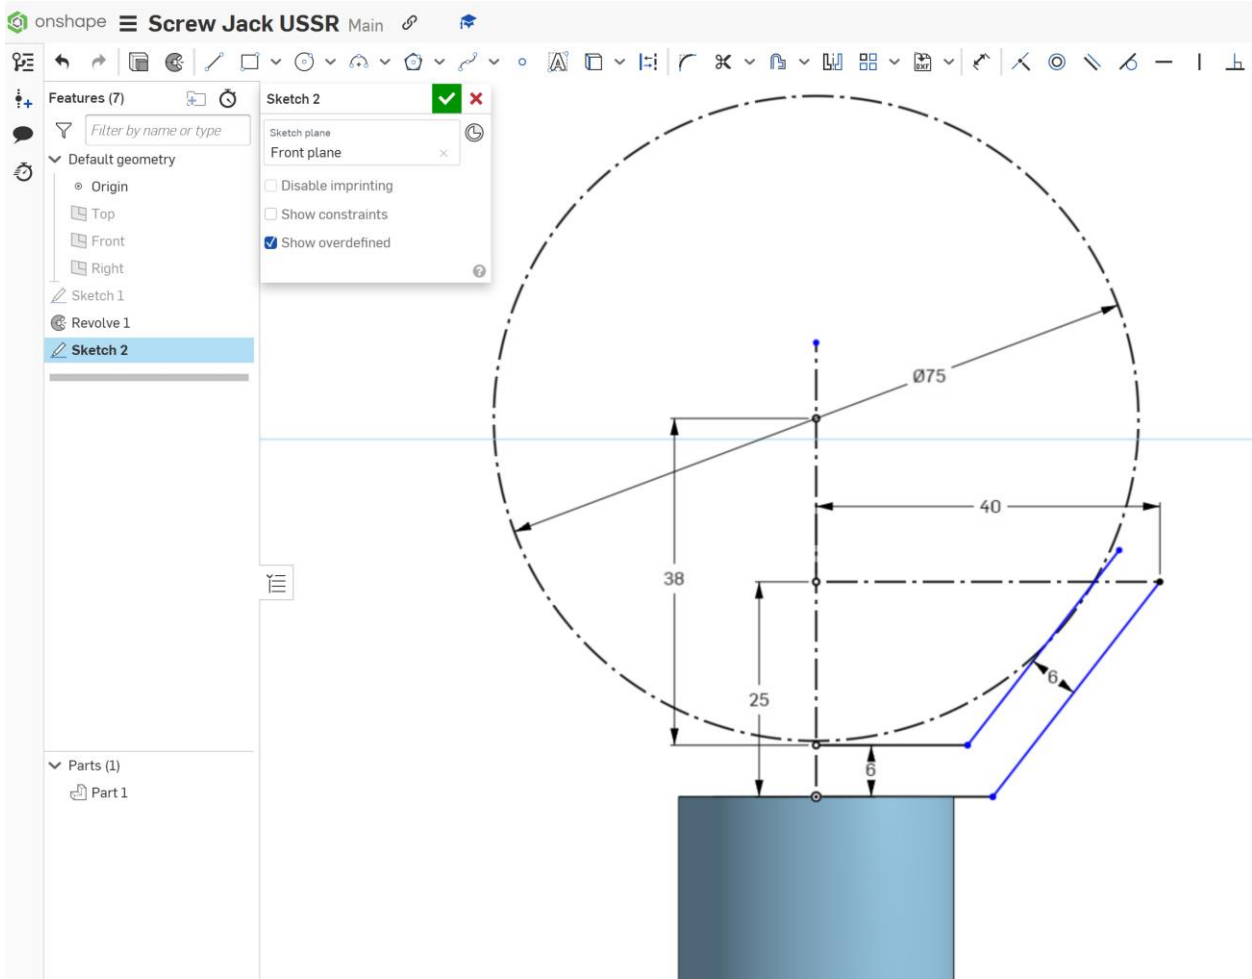 onshape Screw Jack USSR Main
Features (7)
Filter by name or type
Default geometry
Origin
Top
Front
Right
Sketch 1
Revolve 1
Sketch 2
Sketch 2
Sketch plane
Front plane
Disable imprinting
Show constraints
Show overdefined
Ø75
40
38
6
25
6
Parts (1)
Part 1